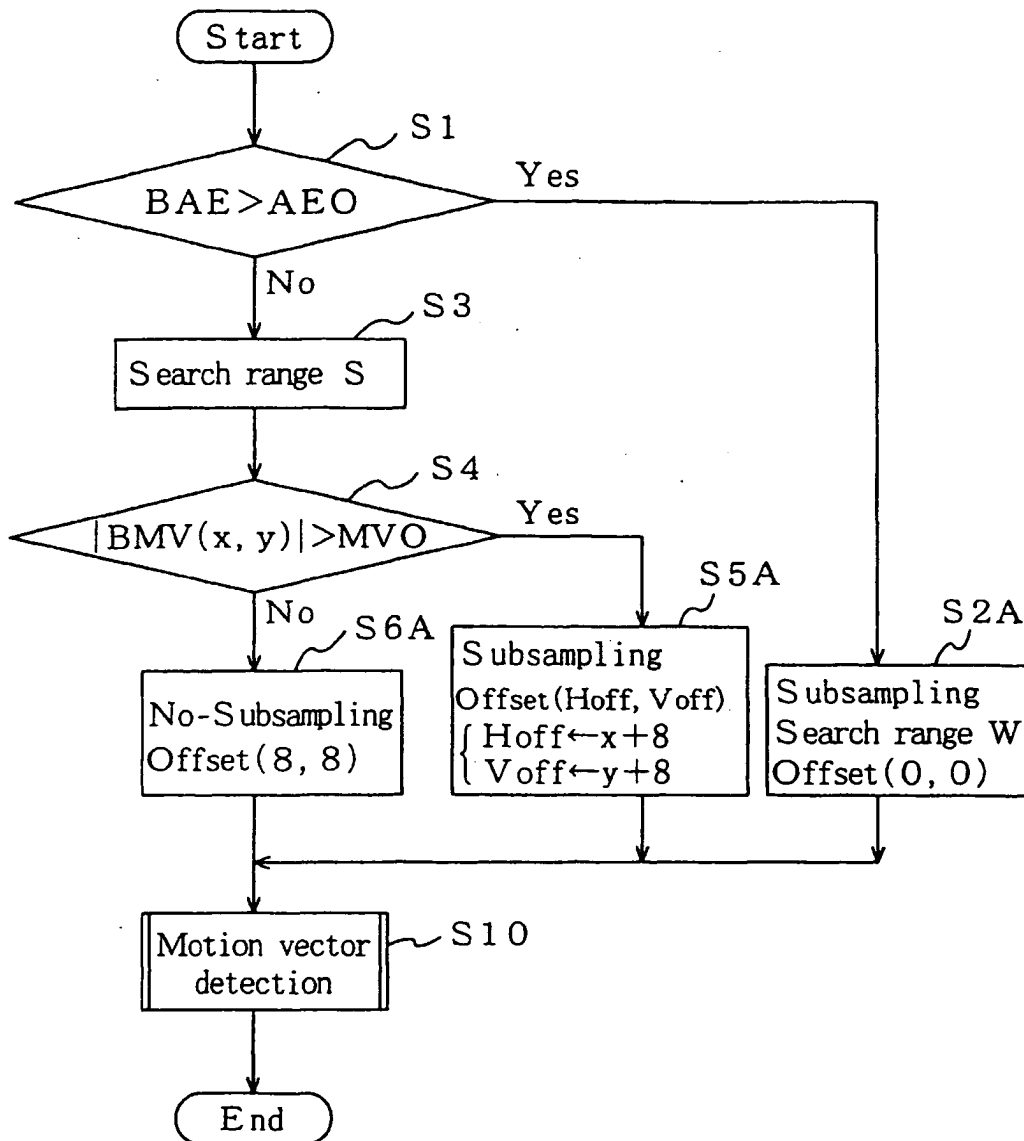 Start
S1
BAE>AEO
Yes
No
S3
Search range S
S4
|BMV(x, y)|>MVO
Yes
No
S6A
No-Subsampling
Offset(8, 8)
S5A
Subsampling
Offset(Hoff, Voff)
{ Hoff←x+8
Voff←y+8
S2A
Subsampling
Search range W
Offset(0, 0)
S10
Motion vector
detection
End